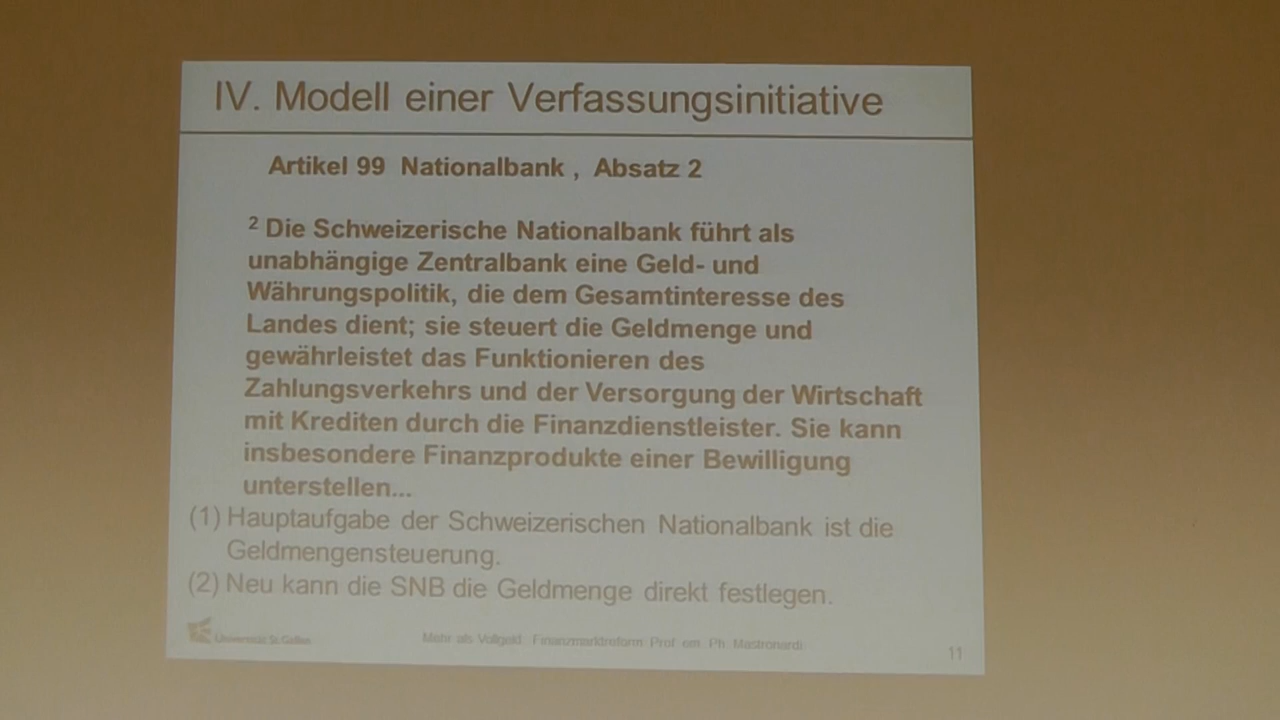 IV. Modell einer Verfassungsinitiative
Artikel 99 Nationalbank , Absatz 2
² Die Schweizerische Nationalbank führt als
unabhängige Zentralbank eine Geld- und
Währungspolitik, die dem Gesamtinteresse des
Landes dient; sie steuert die Geldmenge und
gewährleistet das Funktionieren des
Zahlungsverkehrs und der Versorgung der Wirtschaft
mit Krediten durch die Finanzdienstleister. Sie kann
insbesondere Finanzprodukte einer Bewilligung
unterstellen...
(1) Hauptaufgabe der Schweizerischen Nationalbank ist die
Geldmengensteuerung.
(2) Neu kann die SNB die Geldmenge direkt festlegen.
Universität St.Gallen
Mehr als Vollgeld Finanzmarktreform Prof em Ph Mastronardi
11